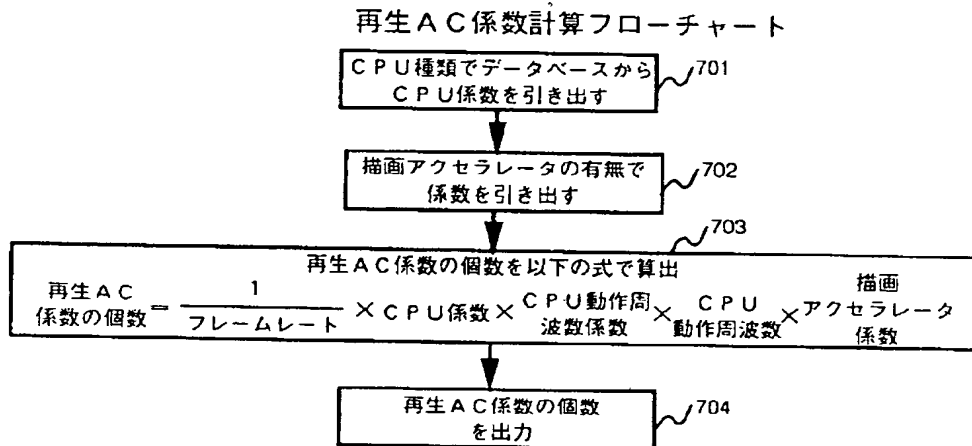 再生AC係数計算フローチャート
CPU種類でデータベースから
CPU係数を引き出す
701
描画アクセラレータの有無で
係数を引き出す
702
703
再生AC係数の個数を以下の式で算出
再生AC
係数の個数
=
1
フレームレート
×
CPU係数
×
CPU動作周
波数係数
×
CPU
動作周波数
×
描画
アクセラレータ
係数
再生AC係数の個数
を出力
704